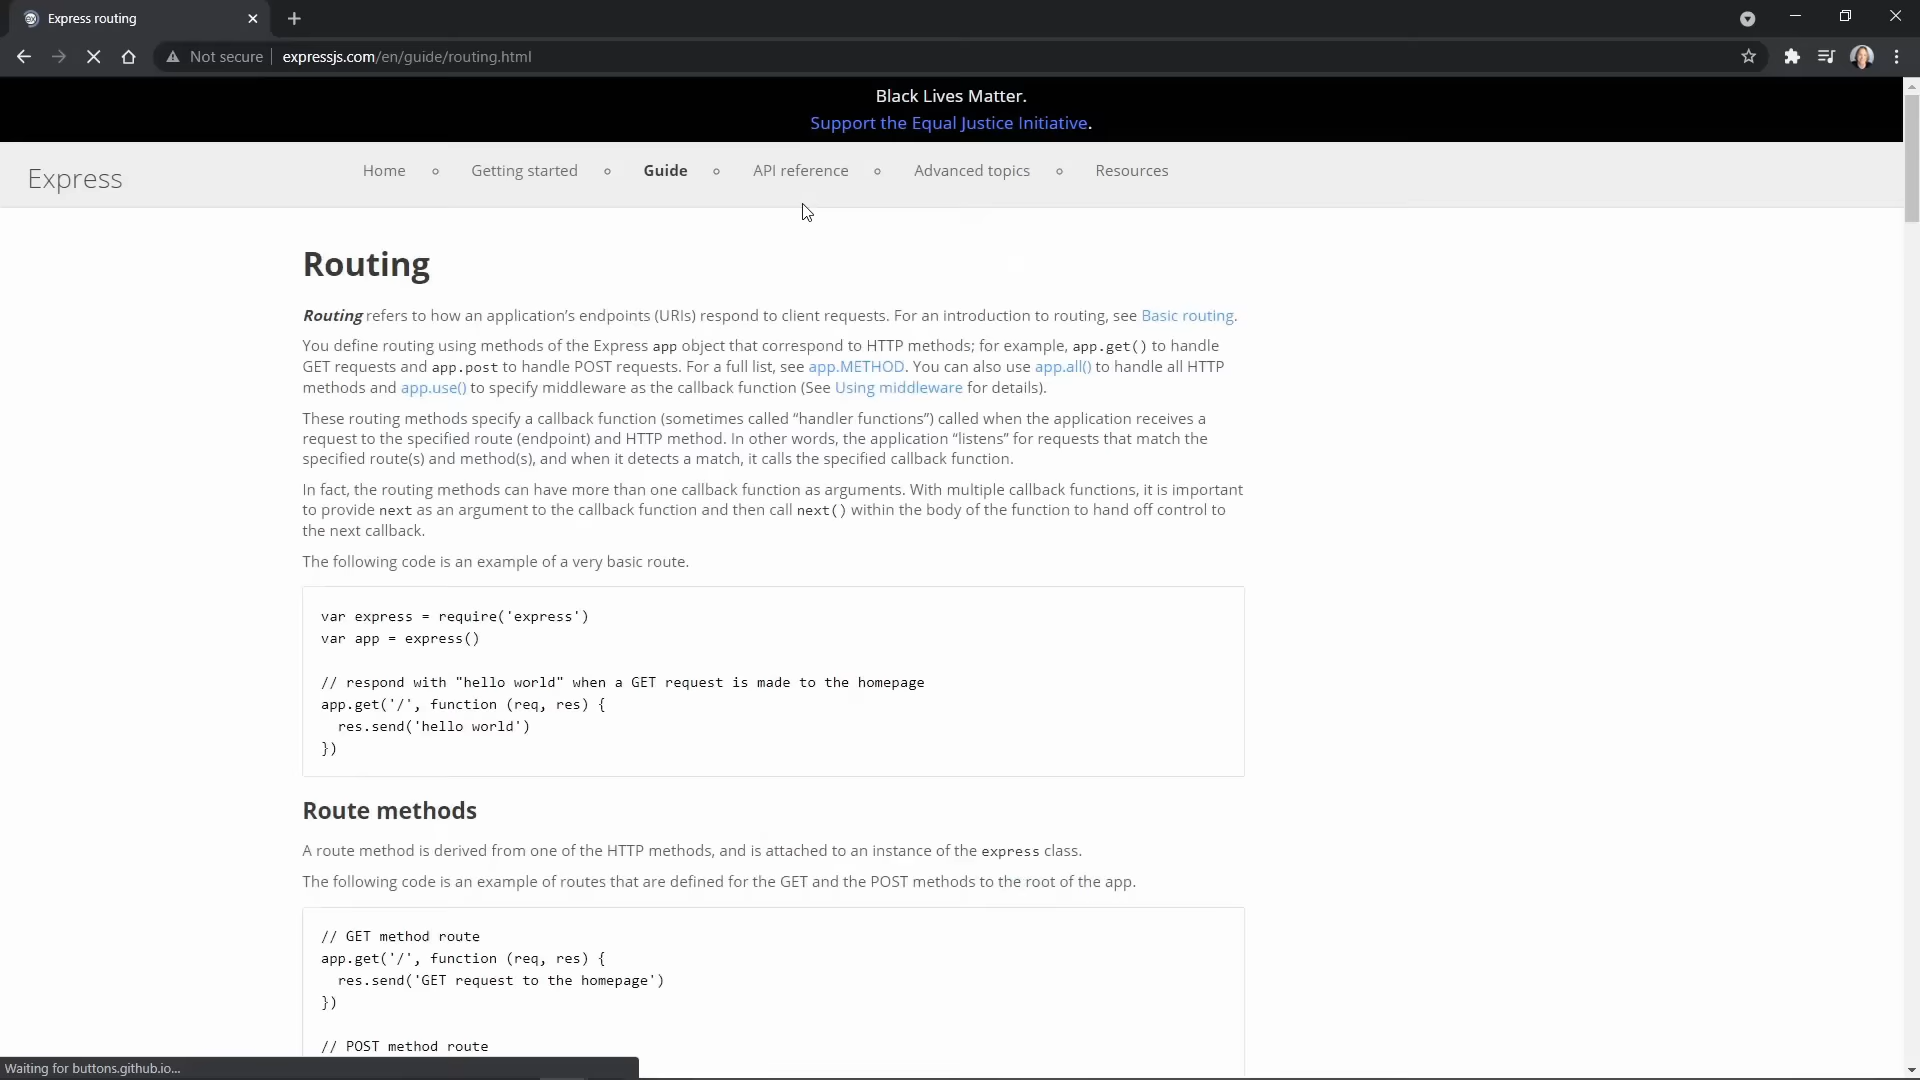 Express routing
Not secure
expressjs.com/en/guide/routing.html
Black Lives Matter.
Support the Equal Justice Initiative.
Express
Home
Getting started
Guide
API reference
Advanced topics
Resources
Routing
Routing refers to how an application’s endpoints (URIs) respond to client requests. For an introduction to routing, see Basic routing.
You define routing using methods of the Express app object that correspond to HTTP methods; for example, app.get() to handle
GET requests and app.post to handle POST requests. For a full list, see app.METHOD. You can also use app.all() to handle all HTTP
methods and app.use() to specify middleware as the callback function (See Using middleware for details).
These routing methods specify a callback function (sometimes called “handler functions”) called when the application receives a
request to the specified route (endpoint) and HTTP method. In other words, the application “listens” for requests that match the
specified route(s) and method(s), and when it detects a match, it calls the specified callback function.
In fact, the routing methods can have more than one callback function as arguments. With multiple callback functions, it is important
to provide next as an argument to the callback function and then call next() within the body of the function to hand off control to
the next callback.
The following code is an example of a very basic route.
var express = require('express')
var app = express()
// respond with "hello world" when a GET request is made to the homepage
app.get('/', function (req, res) {
res.send('hello world')
})
Route methods
A route method is derived from one of the HTTP methods, and is attached to an instance of the express class.
The following code is an example of routes that are defined for the GET and the POST methods to the root of the app.
// GET method route
app.get('/', function (req, res) {
res.send('GET request to the homepage')
})
// POST method route
Waiting for buttons.github.io...